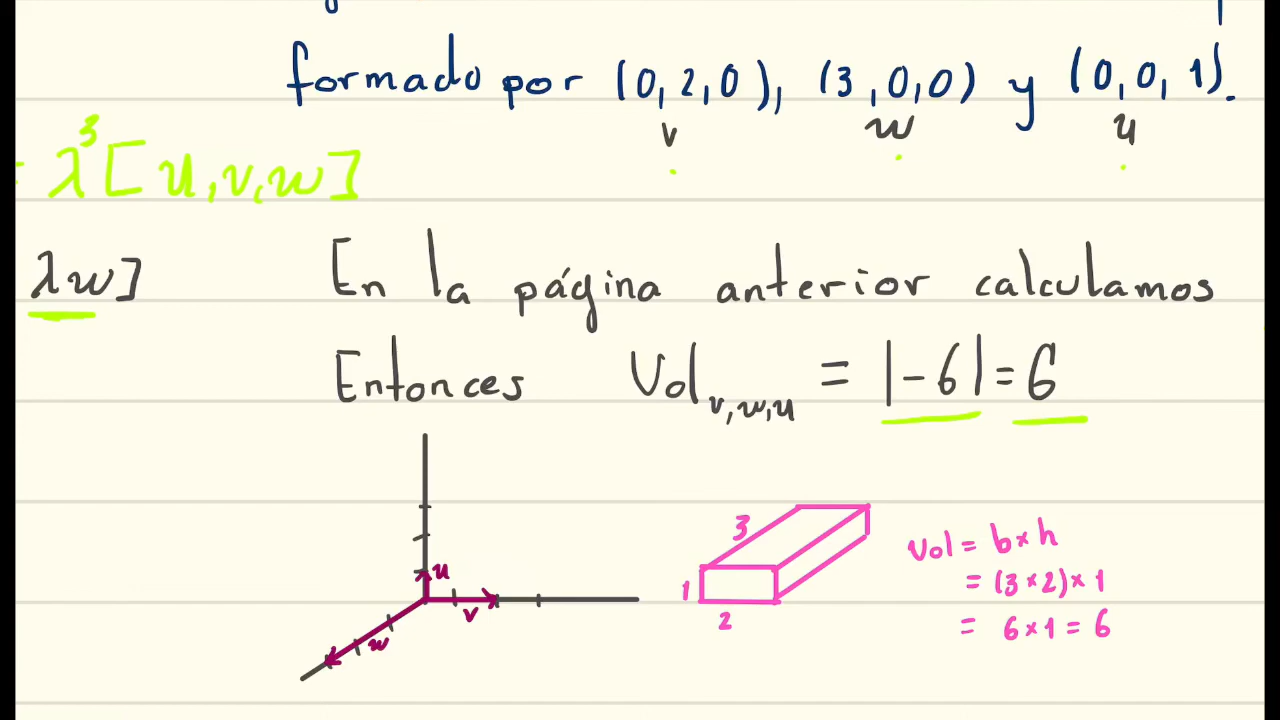 formado por (0,2,0), (3,0,0) y (0,0,1).
v w u
= λ³[u,v,w]
λw]
En la página anterior calculamos
Entonces Vol v,w,u = |-6| = 6
u
v
w
3
1
2
Vol = b×h
= (3×2)×1
= 6×1 = 6